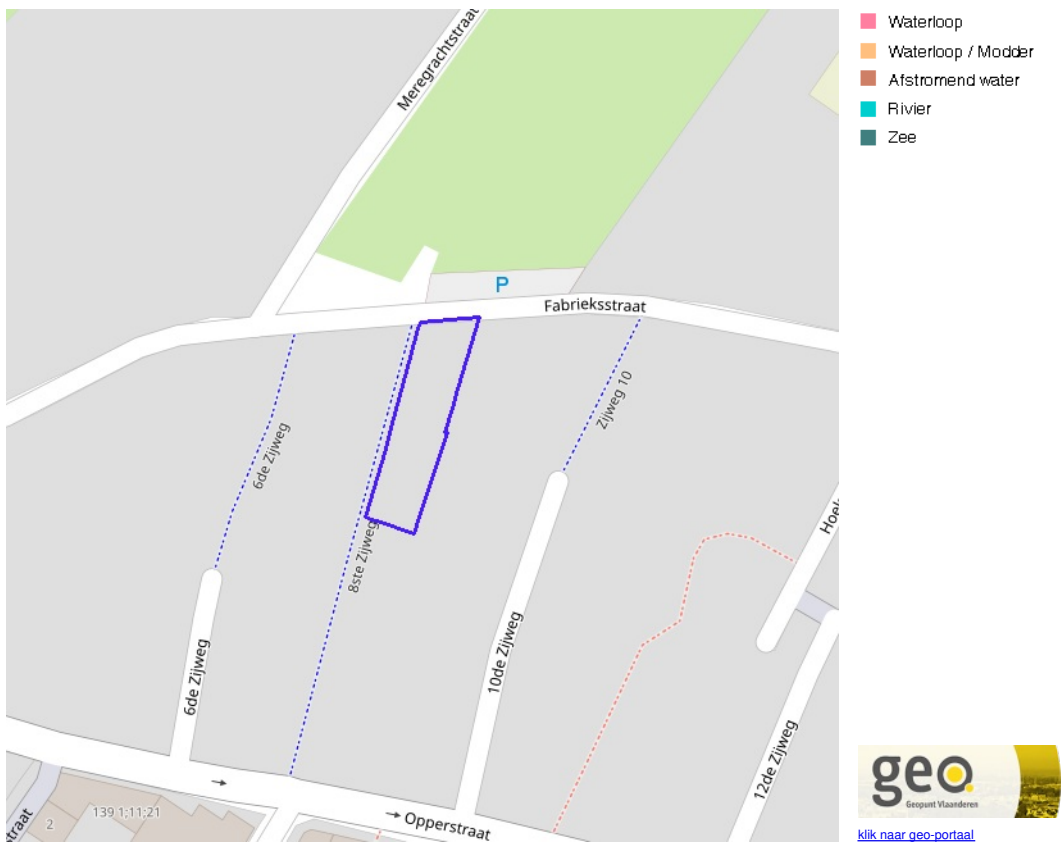 Meregrachtstraat
P
Fabrieksstraat
6de Zijweg
8ste Zijweg
Zijweg 10
6de Zijweg
10de Zijweg
12de Zijweg
Opperstraat
139 1;11;21
2
straat
Waterloop
Waterloop / Modder
Afstromend water
Rivier
Zee
geo
Geopunt Vlaanderen
klik naar geo-portaal